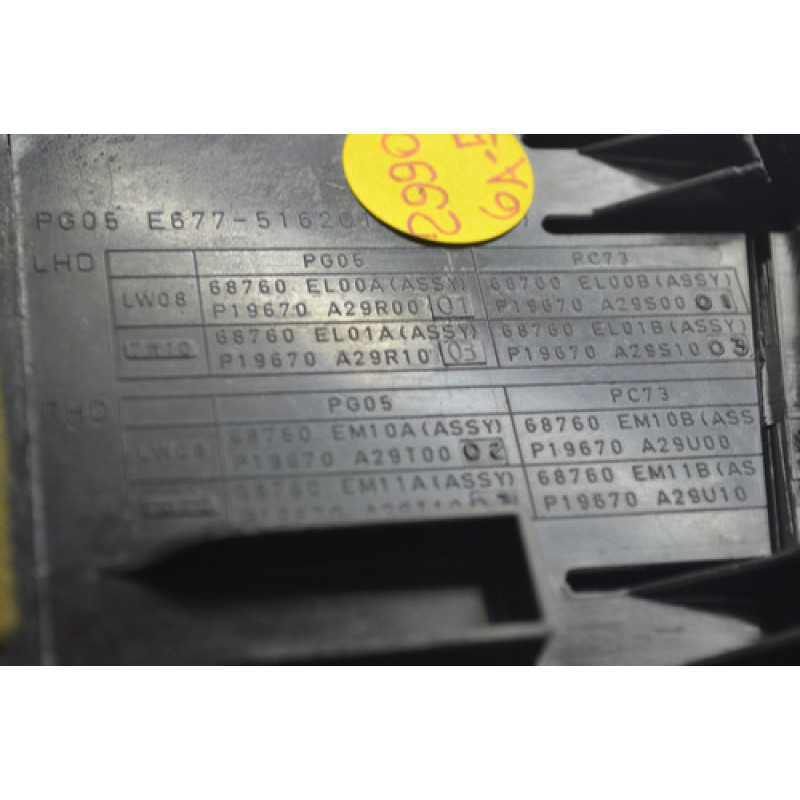 PG05 E677-51620
LHD PG05 PC73
LW08 68760 EL00A(ASSY) 68760 EL00B(ASSY)
P19670 A29R00 01 P19670 A29S00 01
68760 EL01A(ASSY) 68760 EL01B(ASSY)
P19670 A29R10 03 P19670 A29S10 03
RHD PG05 PC73
LW08 68760 EM10A(ASSY) 68760 EM10B(ASS
P19670 A29T00 02 P19670 A29U00
68760 EM11A(ASSY) 68760 EM11B(AS
P19670 A29U10